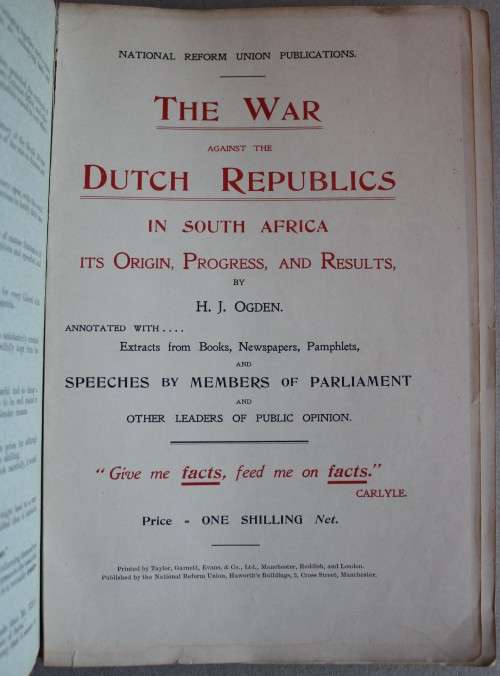 NATIONAL REFORM UNION PUBLICATIONS.
THE WAR
AGAINST THE
DUTCH REPUBLICS
IN SOUTH AFRICA
ITS ORIGIN, PROGRESS, AND RESULTS,
BY
H. J. OGDEN.
ANNOTATED WITH....
Extracts from Books, Newspapers, Pamphlets,
AND
SPEECHES BY MEMBERS OF PARLIAMENT
AND
OTHER LEADERS OF PUBLIC OPINION.
"Give me facts, feed me on facts."
CARLYLE.
Price - ONE SHILLING Net.
Printed by Taylor, Garnett, Evans, & Co., Ltd., Manchester, Reddish, and London.
Published by the National Reform Union, Haworth's Buildings, 5, Cross Street, Manchester.